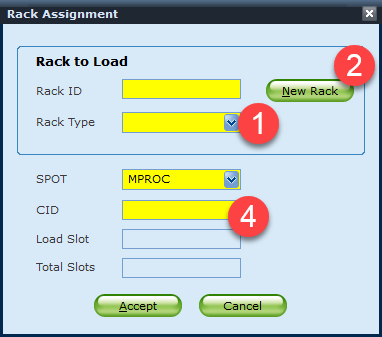 Rack Assignment
Rack to Load
2
Rack ID
New Rack
Rack Type
1
SPOT MPROC
CID
4
Load Slot
Total Slots
Accept Cancel